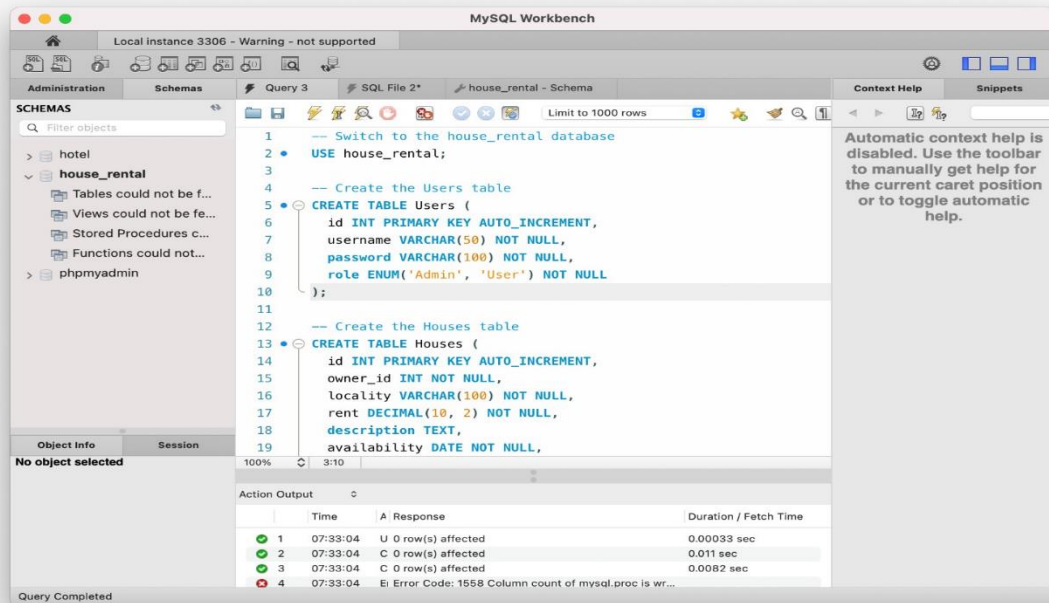 MySQL Workbench
Local instance 3306 - Warning - not supported
Administration Schemas
Query 3 SQL File 2* house_rental - Schema
Context Help Snippets
SCHEMAS
Filter objects
hotel
house_rental
Tables could not be f...
Views could not be fe...
Stored Procedures c...
Functions could not...
phpmyadmin
Object Info Session
No object selected
Limit to 1000 rows
1 -- Switch to the house_rental database
2 USE house_rental;
3
4 -- Create the Users table
5 CREATE TABLE Users (
6 id INT PRIMARY KEY AUTO_INCREMENT,
7 username VARCHAR(50) NOT NULL,
8 password VARCHAR(100) NOT NULL,
9 role ENUM('Admin', 'User') NOT NULL
10 );
11
12 -- Create the Houses table
13 CREATE TABLE Houses (
14 id INT PRIMARY KEY AUTO_INCREMENT,
15 owner_id INT NOT NULL,
16 locality VARCHAR(100) NOT NULL,
17 rent DECIMAL(10, 2) NOT NULL,
18 description TEXT,
19 availability DATE NOT NULL,
100% 3:10
Automatic context help is
disabled. Use the toolbar
to manually get help for
the current caret position
or to toggle automatic
help.
Action Output
Time A Response Duration / Fetch Time
1 07:33:04 U 0 row(s) affected 0.00033 sec
2 07:33:04 C 0 row(s) affected 0.011 sec
3 07:33:04 C 0 row(s) affected 0.0082 sec
4 07:33:04 Error Code: 1558 Column count of mysql.proc is wr...
Query Completed